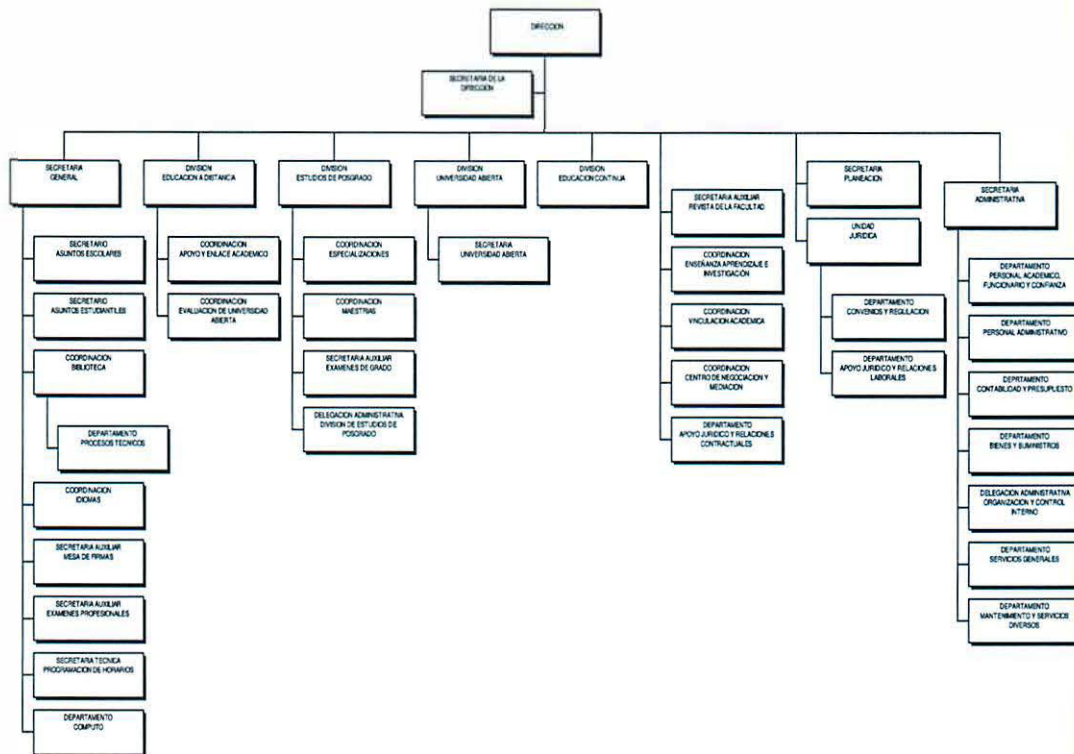 DIRECCION
SECRETARIA DE LA
DIRECCION
SECRETARIA
GENERAL
DIVISION
EDUCACION A DISTANCIA
DIVISION
ESTUDIOS DE POSGRADO
DIVISION
UNIVERSIDAD ABIERTA
DIVISION
EDUCACION CONTINUA
SECRETARIA
PLANEACION
SECRETARIA
ADMINISTRATIVA
SECRETARIO
ASUNTOS ESCOLARES
SECRETARIO
ASUNTOS ESTUDIANTILES
COORDINACION
BIBLIOTECA
DEPARTAMENTO
PROCESOS TECNICOS
COORDINACION
IDIOMAS
SECRETARIA AUXILIAR
MESA DE FIRMAS
SECRETARIA AUXILIAR
EXAMENES PROFESIONALES
SECRETARIA TECNICA
PROGRAMACION DE HORARIOS
DEPARTAMENTO
COMPUTO
COORDINACION
APOYO Y ENLACE ACADEMICO
COORDINACION
EVALUACION DE UNIVERSIDAD
ABIERTA
COORDINACION
ESPECIALIZACIONES
COORDINACION
MAESTRIAS
SECRETARIA AUXILIAR
EXAMENES DE GRADO
DELEGACION ADMINISTRATIVA
DIVISION DE ESTUDIOS DE
POSGRADO
SECRETARIA
UNIVERSIDAD ABIERTA
SECRETARIA AUXILIAR
REVISTA DE LA FACULTAD
COORDINACION
ENSEÑANZA APRENDIZAJE E
INVESTIGACIÓN
COORDINACION
VINCULACION ACADEMICA
COORDINACION
CENTRO DE NEGOCIACION Y
MEDIACION
DEPARTAMENTO
APOYO JURIDICO Y RELACIONES
CONTRACTUALES
UNIDAD
JURIDICA
DEPARTAMENTO
CONVENIOS Y REGULACION
DEPARTAMENTO
APOYO JURIDICO Y RELACIONES
LABORALES
DEPARTAMENTO
PERSONAL ACADEMICO,
FUNCIONARIO Y CONFIANZA
DEPARTAMENTO
PERSONAL ADMINISTRATIVO
DEPARTAMENTO
CONTABILIDAD Y PRESUPUESTO
DEPARTAMENTO
BIENES Y SUMINISTROS
DELEGACION ADMINISTRATIVA
ORGANIZACION Y CONTROL
INTERNO
DEPARTAMENTO
SERVICIOS GENERALES
DEPARTAMENTO
MANTENIMIENTO Y SERVICIOS
DIVERSOS